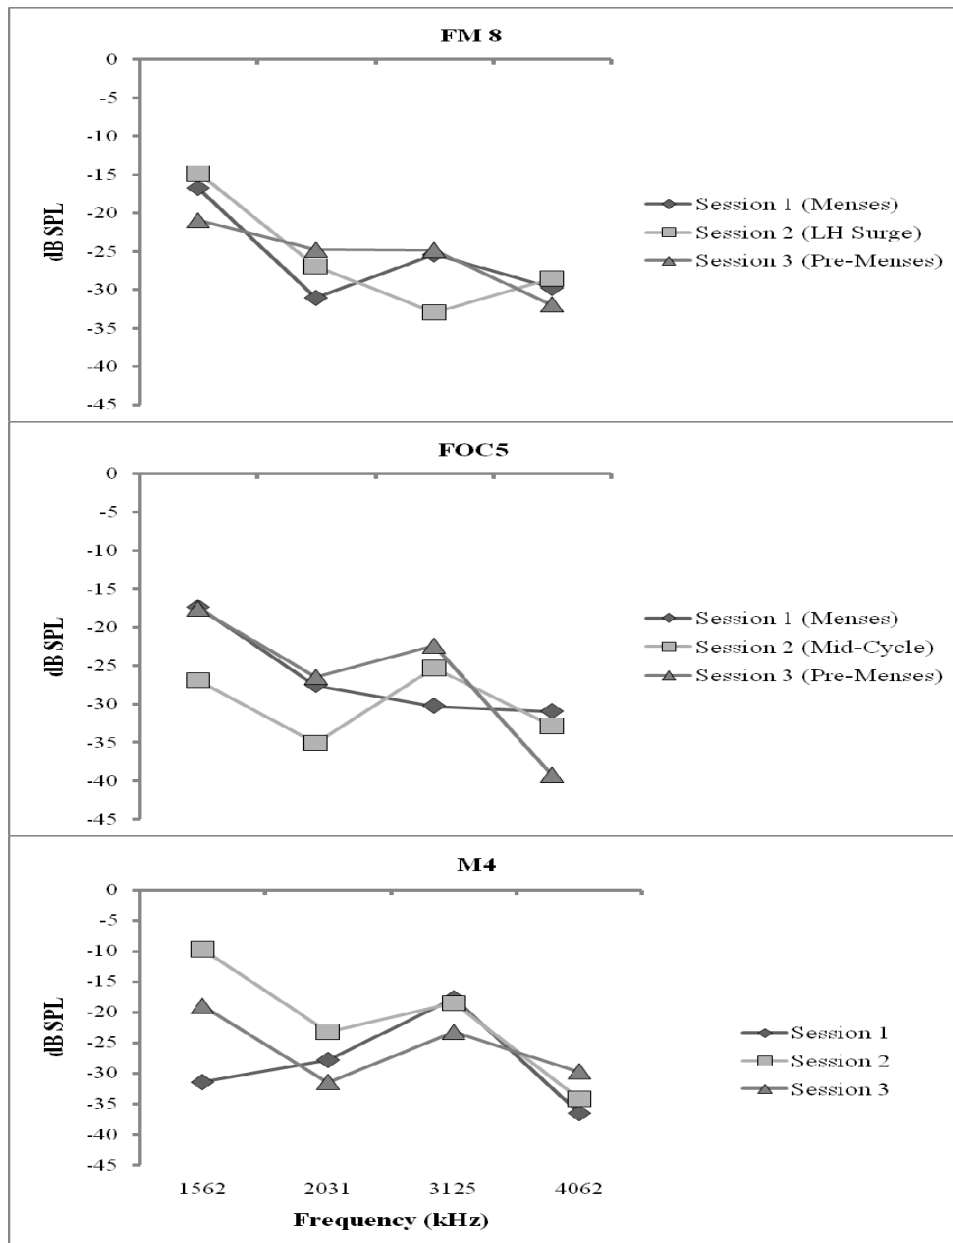 FM 8
0
-5
-10
-15
-20
-25
-30
-35
-40
-45
dB SPL
Session 1 (Menses)
Session 2 (LH Surge)
Session 3 (Pre-Menses)
FOC5
0
-5
-10
-15
-20
-25
-30
-35
-40
-45
dB SPL
Session 1 (Menses)
Session 2 (Mid-Cycle)
Session 3 (Pre-Menses)
M4
0
-5
-10
-15
-20
-25
-30
-35
-40
-45
dB SPL
Session 1
Session 2
Session 3
1562 2031 3125 4062
Frequency (kHz)